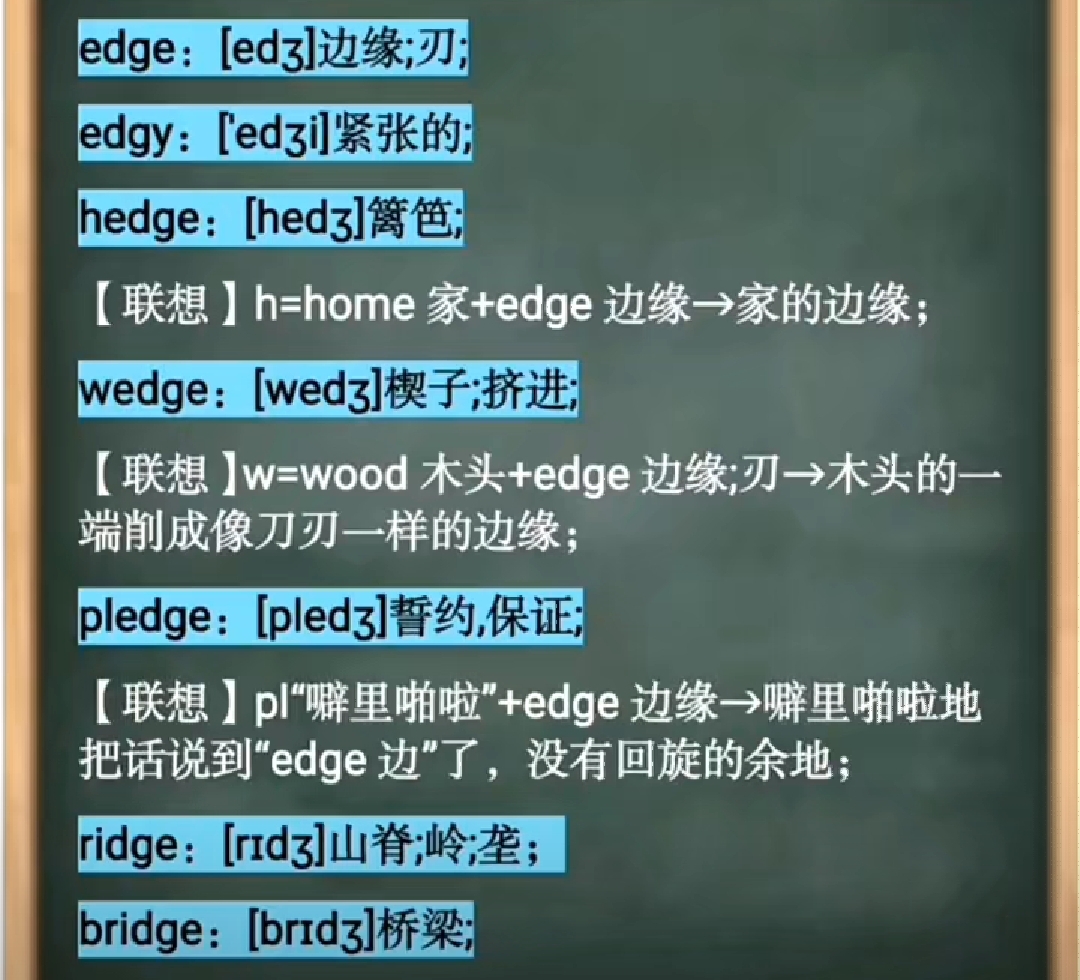 edge：[edʒ]边缘;刃;
edgy：['edʒi]紧张的;
hedge：[hedʒ]篱笆;
【联想】h=home 家+edge 边缘→家的边缘；
wedge：[wedʒ]楔子;挤进;
【联想】w=wood 木头+edge 边缘;刃→木头的一
端削成像刀刃一样的边缘；
pledge：[pledʒ]誓约,保证;
【联想】pl“噼里啪啦”+edge 边缘→噼里啪啦地
把话说到“edge 边”了，没有回旋的余地；
ridge：[rɪdʒ]山脊;岭;垄；
bridge：[brɪdʒ]桥梁;